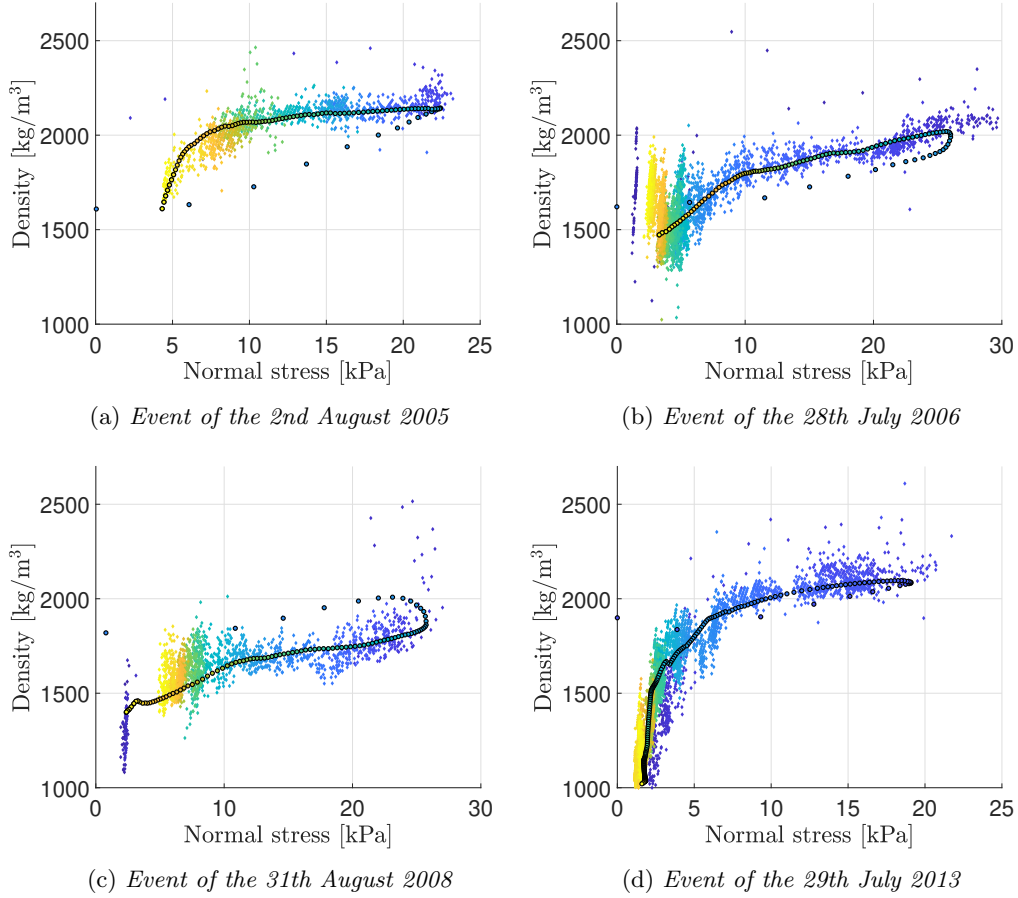 2500
2000
1500
1000
Density [kg/m³]
0 5 10 15 20 25
Normal stress [kPa]
(a) Event of the 2nd August 2005
2500
2000
1500
1000
Density [kg/m³]
0 10 20 30
Normal stress [kPa]
(b) Event of the 28th July 2006
2500
2000
1500
1000
Density [kg/m³]
0 10 20 30
Normal stress [kPa]
(c) Event of the 31th August 2008
2500
2000
1500
1000
Density [kg/m³]
0 5 10 15 20 25
Normal stress [kPa]
(d) Event of the 29th July 2013